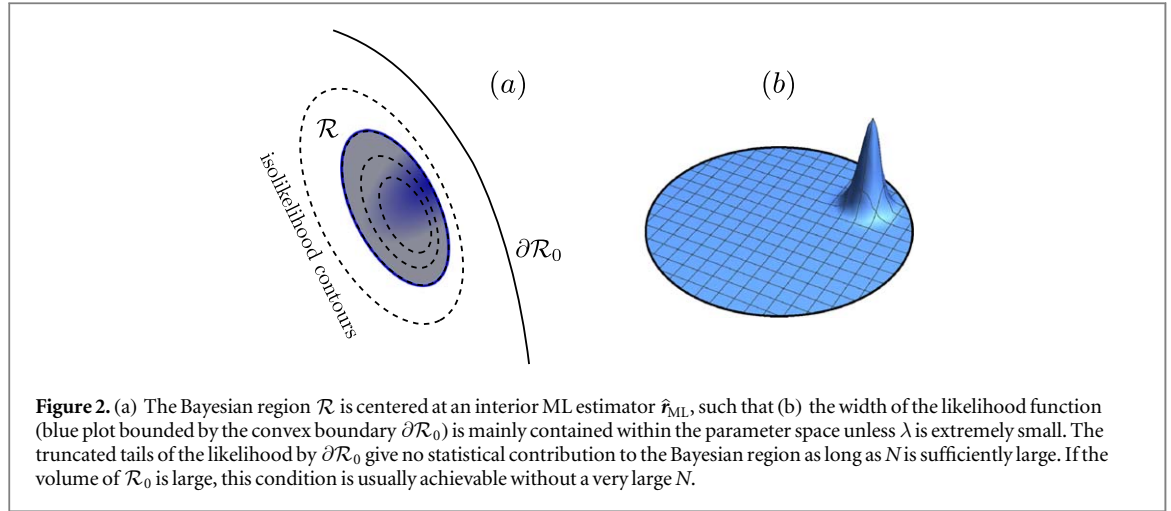 (a)
(b)
ℛ
isolikelihood contours
∂ℛ₀
Figure 2. (a) The Bayesian region ℛ is centered at an interior ML estimator r̂_ML, such that (b) the width of the likelihood function
(blue plot bounded by the convex boundary ∂ℛ₀) is mainly contained within the parameter space unless λ is extremely small. The
truncated tails of the likelihood by ∂ℛ₀ give no statistical contribution to the Bayesian region as long as N is sufficiently large. If the
volume of ℛ₀ is large, this condition is usually achievable without a very large N.